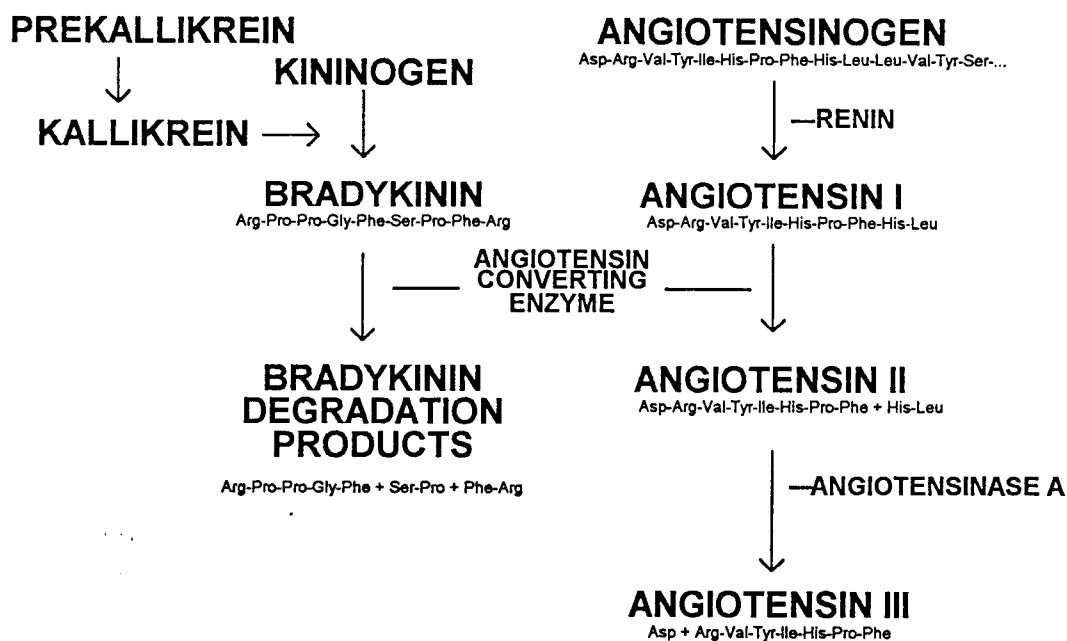 PREKALLIKREIN
KININOGEN
KALLIKREIN
BRADYKININ
Arg-Pro-Pro-Gly-Phe-Ser-Pro-Phe-Arg
ANGIOTENSIN
CONVERTING
ENZYME
BRADYKININ
DEGRADATION
PRODUCTS
Arg-Pro-Pro-Gly-Phe + Ser-Pro + Phe-Arg
ANGIOTENSINOGEN
Asp-Arg-Val-Tyr-Ile-His-Pro-Phe-His-Leu-Leu-Val-Tyr-Ser-...
RENIN
ANGIOTENSIN I
Asp-Arg-Val-Tyr-Ile-His-Pro-Phe-His-Leu
ANGIOTENSIN II
Asp-Arg-Val-Tyr-Ile-His-Pro-Phe + His-Leu
ANGIOTENSINASE A
ANGIOTENSIN III
Asp + Arg-Val-Tyr-Ile-His-Pro-Phe